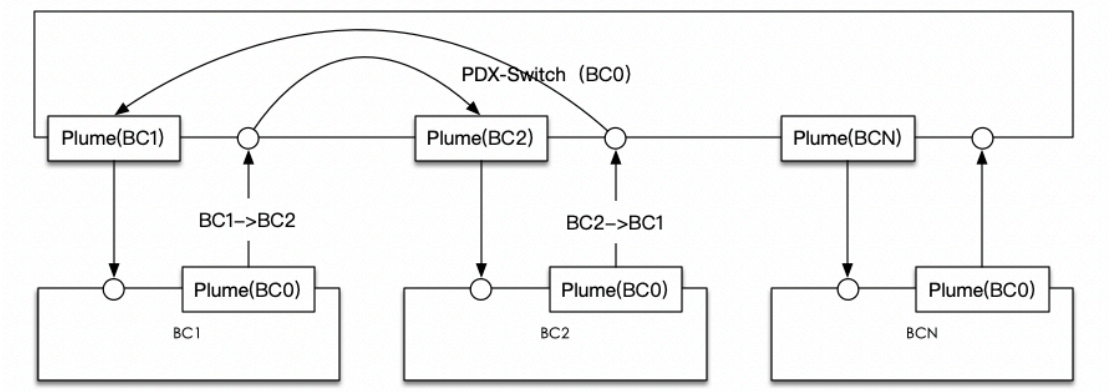 PDX-Switch（BC0）
Plume(BC1)
Plume(BC2)
Plume(BCN)
BC1–>BC2
BC2–>BC1
Plume(BC0)
Plume(BC0)
Plume(BC0)
BC1
BC2
BCN